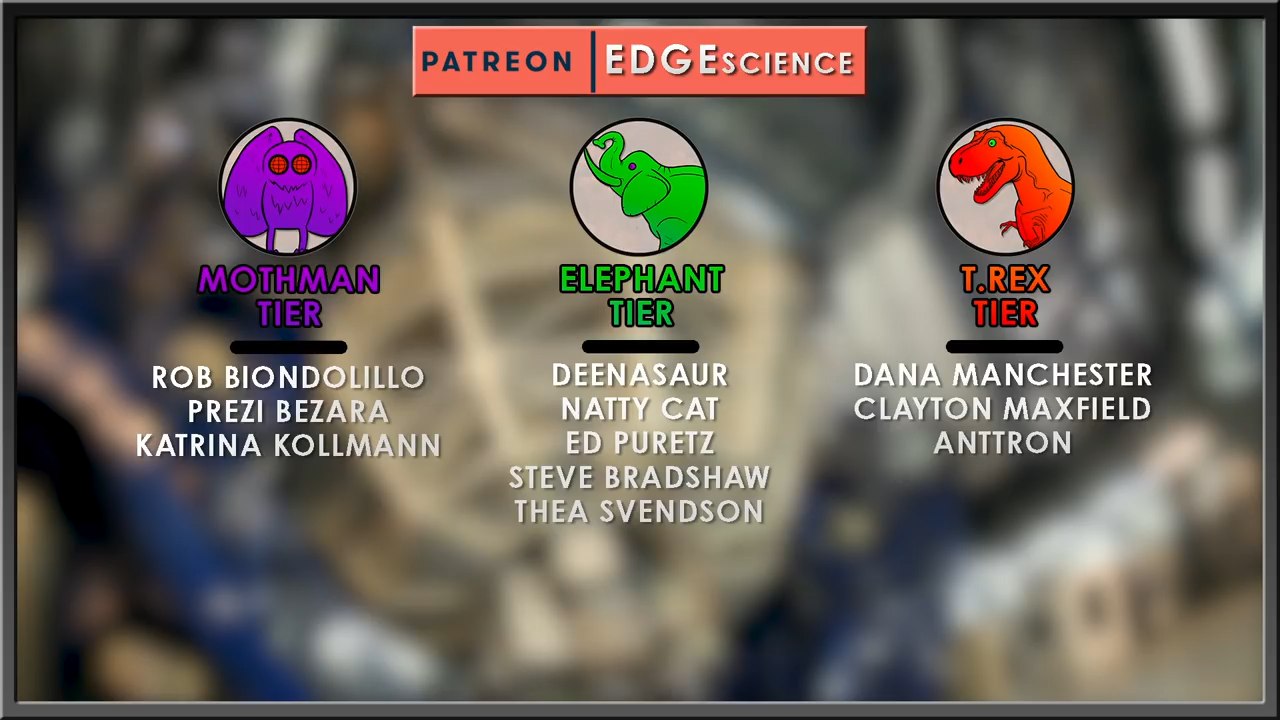 PATREON EDGESCIENCE
MOTHMAN
TIER
ROB BIONDOLILLO
PREZI BEZARA
KATRINA KOLLMANN
ELEPHANT
TIER
DEENASAUR
NATTY CAT
ED PURETZ
STEVE BRADSHAW
THEA SVENDSON
T.REX
TIER
DANA MANCHESTER
CLAYTON MAXFIELD
ANTTRON